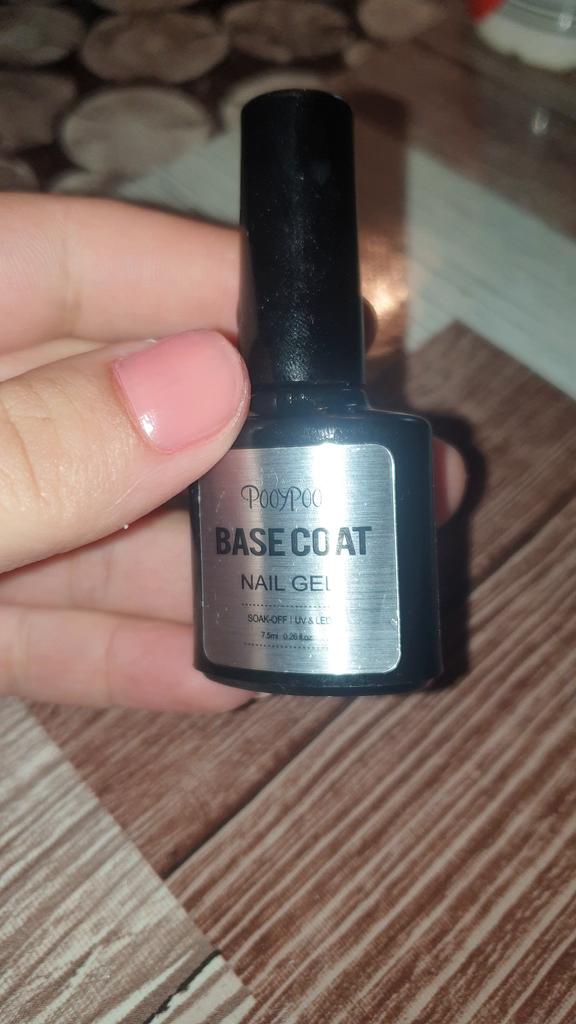 POOYPOO
BASE COAT
NAIL GEL
SOAK-OFF | UV & LED
7.5ml 0.26 fl.oz.